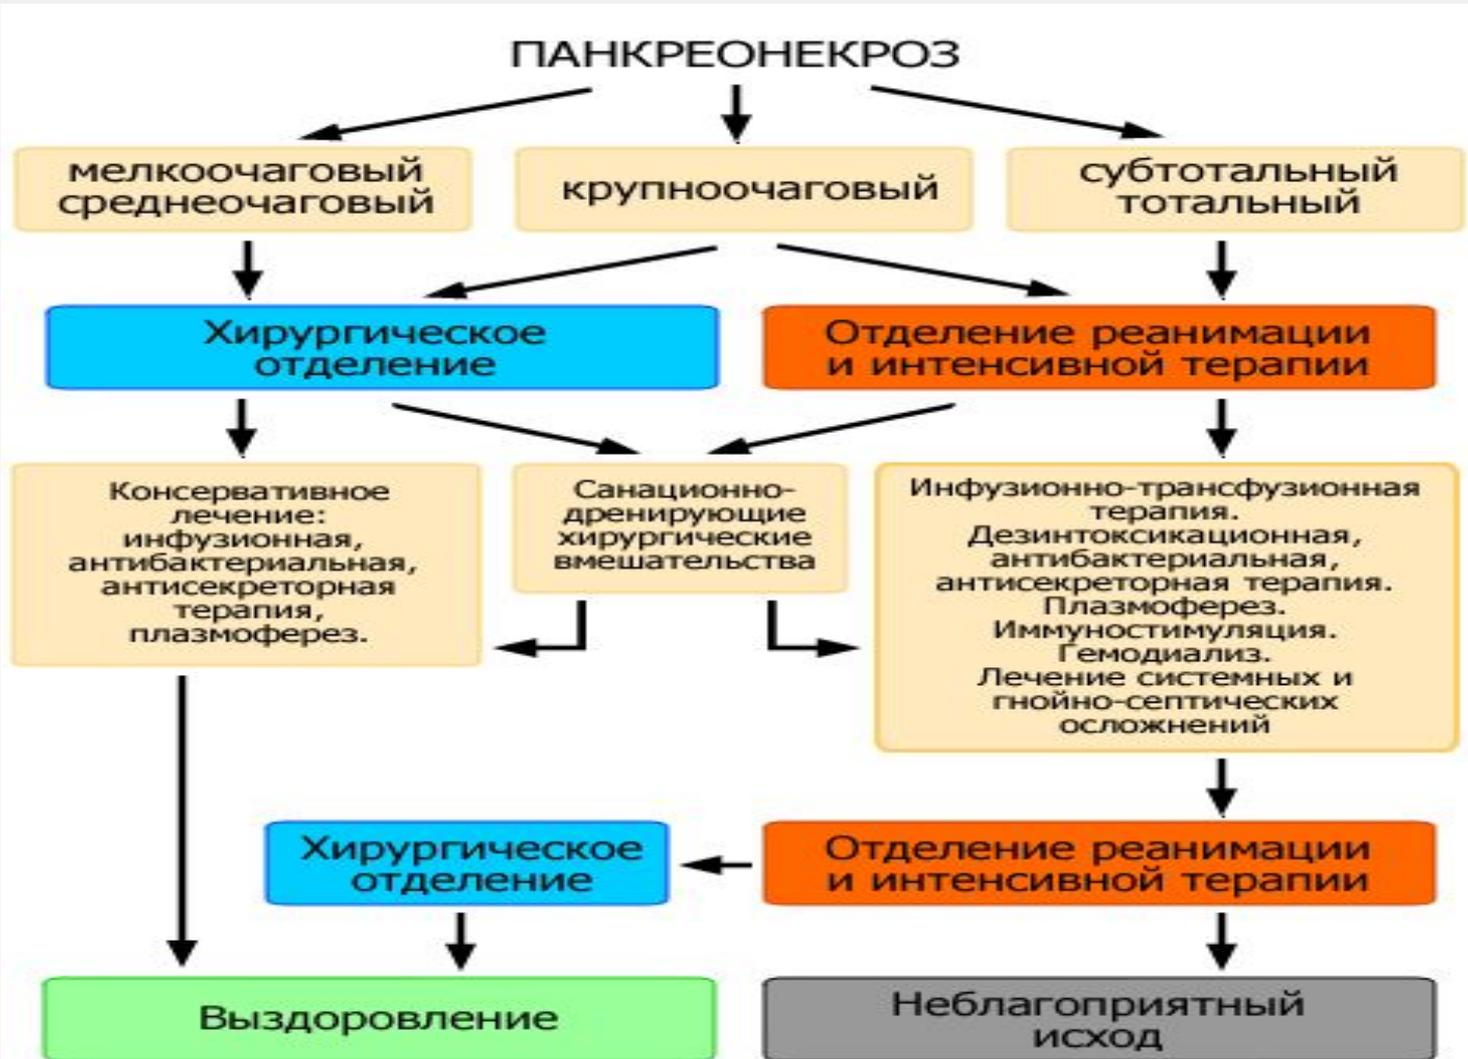 ПАНКРЕОНЕКРОЗ
мелкоочаговый
среднеочаговый
крупноочаговый
субтотальный
тотальный
Хирургическое
отделение
Отделение реанимации
и интенсивной терапии
Консервативное
лечение:
инфузионная,
антибактериальная,
антисекреторная
терапия,
плазмоферез.
Санационно-
дренирующие
хирургические
вмешательства
Инфузионно-трансфузионная
терапия.
Дезинтоксикационная,
антибактериальная,
антисекреторная терапия.
Плазмоферез.
Иммуностимуляция.
Гемодиализ.
Лечение системных и
гнойно-септических
осложнений
Хирургическое
отделение
Отделение реанимации
и интенсивной терапии
Выздоровление
Неблагоприятный
исход